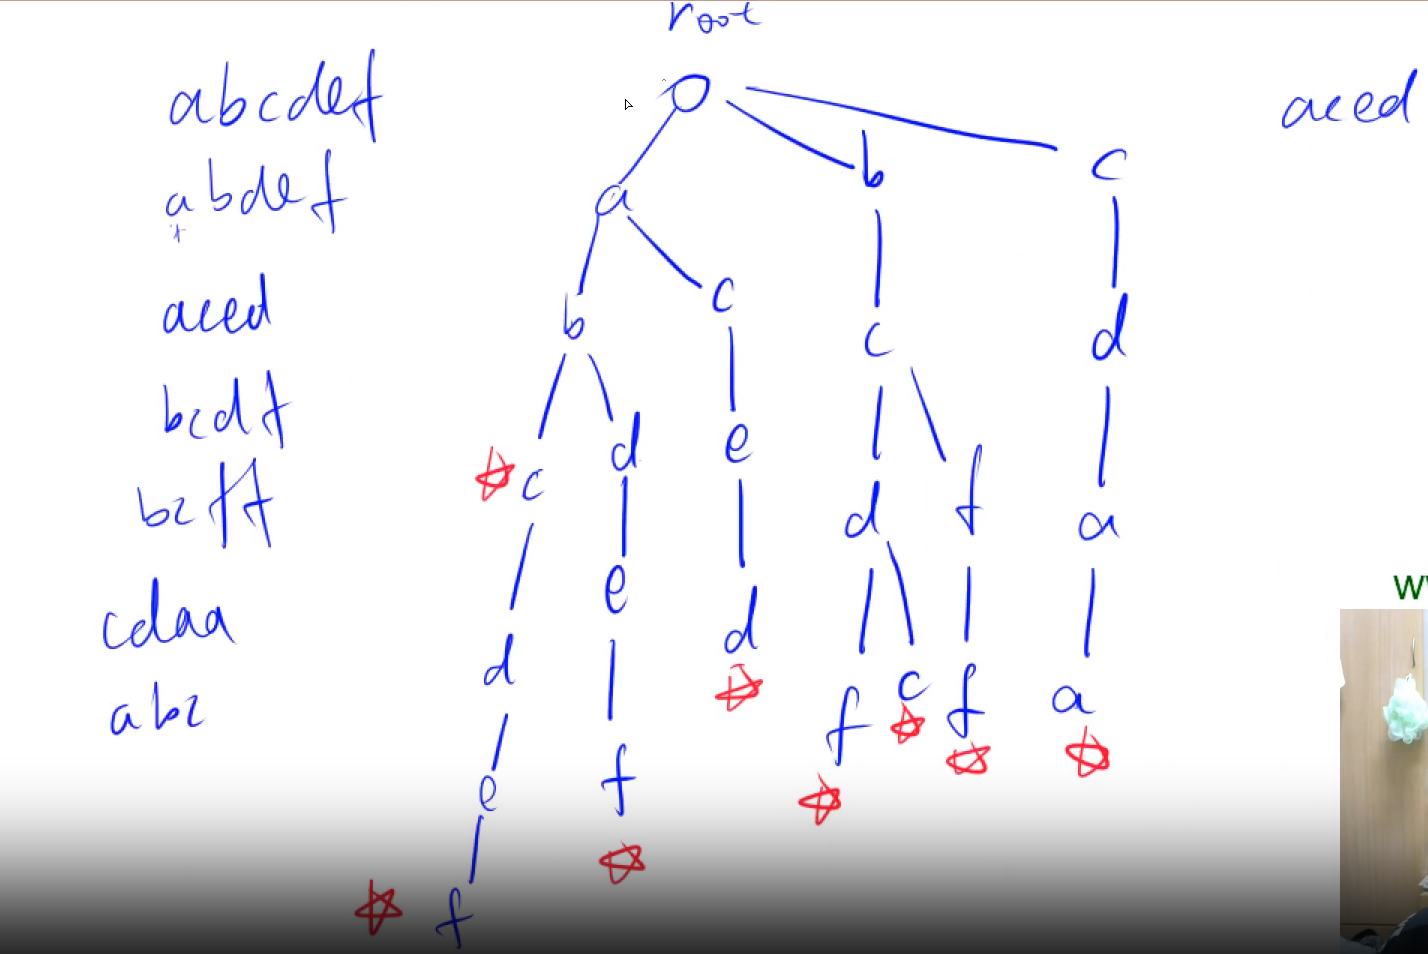 root
abcdef
abdef
aced
bcdf
bcff
cdaa
abc
aced
a b c
b c c d
c d e d f a
d e d f c f a
e f
f